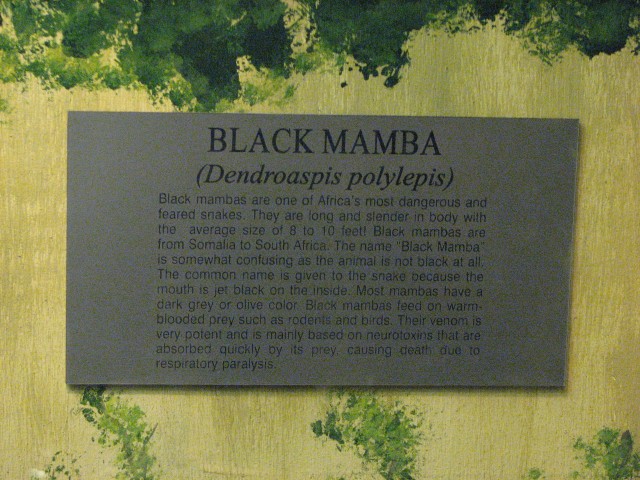 BLACK MAMBA
(Dendroaspis polylepis)
Black mambas are one of Africa's most dangerous and
feared snakes. They are long and slender in body with
the average size of 8 to 10 feet! Black mambas are
from Somalia to South Africa. The name "Black Mamba"
is somewhat confusing as the animal is not black at all.
The common name is given to the snake because the
mouth is jet black on the inside. Most mambas have a
dark grey or olive color. Black mambas feed on warm-
blooded prey such as rodents and birds. Their venom is
very potent and is mainly based on neurotoxins that are
absorbed quickly by its prey, causing death due to
respiratory paralysis.